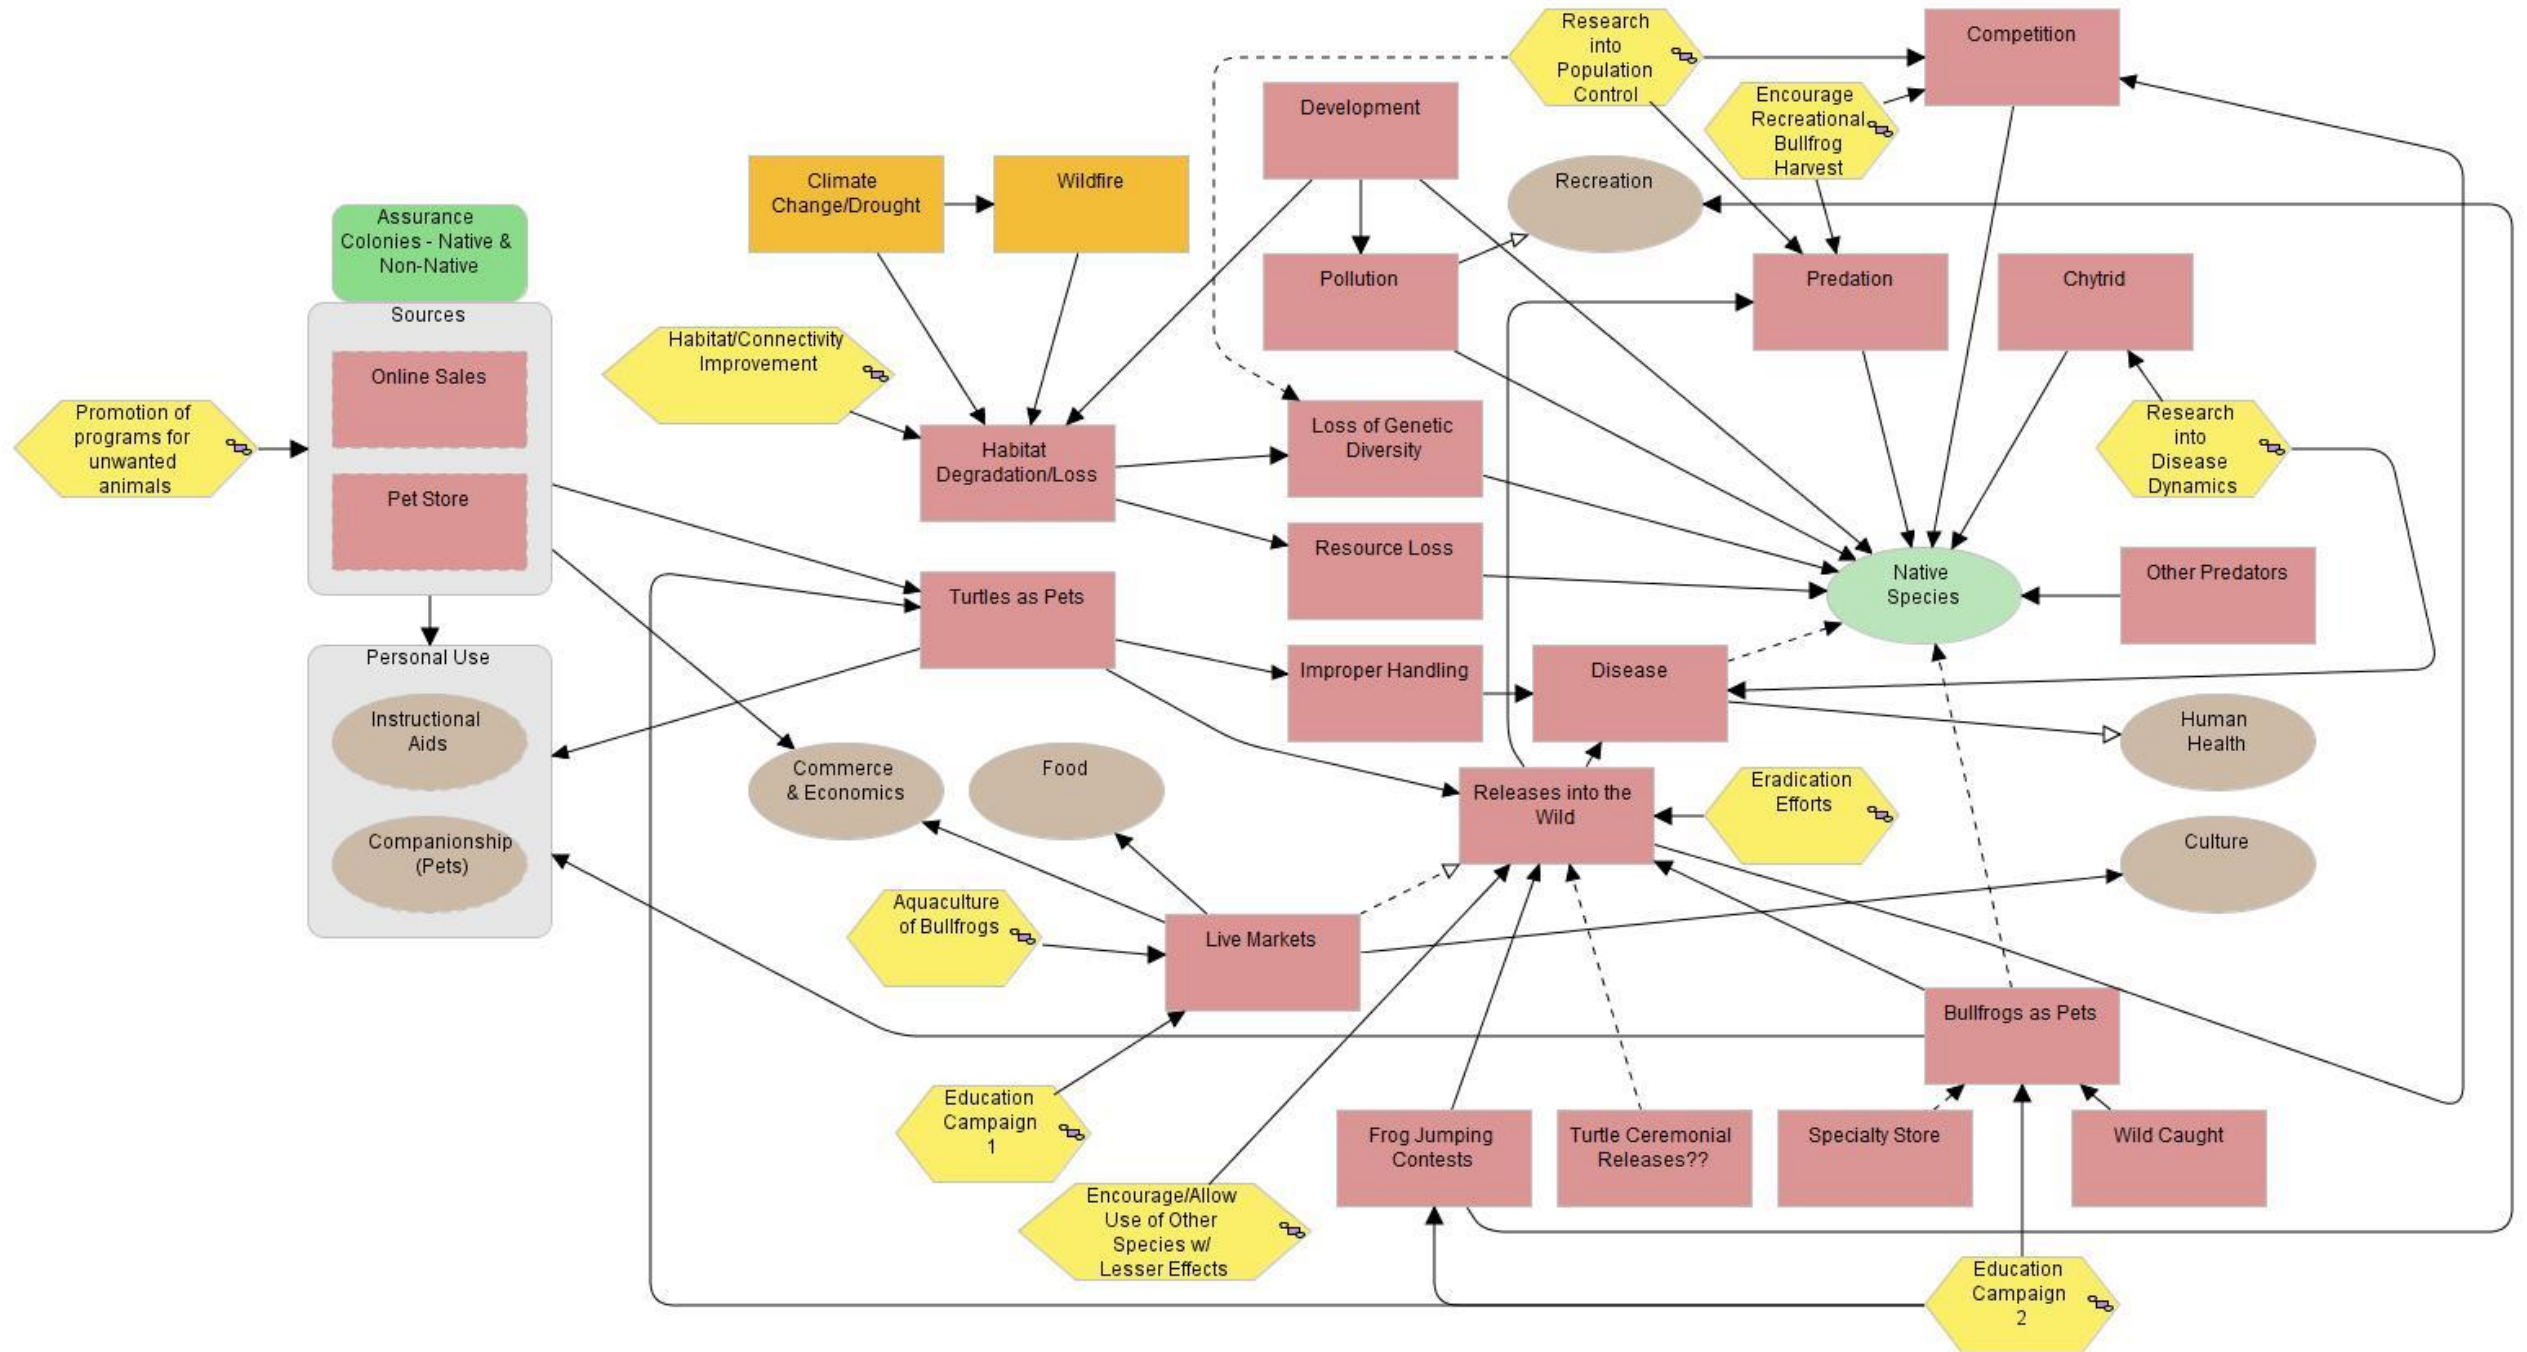 Research
into
Population
Control
Competition
Encourage
Recreational
Bullfrog
Harvest
Development
Climate
Change/Drought
Wildfire
Recreation
Assurance
Colonies - Native &
Non-Native
Sources
Online Sales
Pet Store
Promotion of
programs for
unwanted
animals
Pollution
Predation
Chytrid
Habitat/Connectivity
Improvement
Habitat
Degradation/Loss
Loss of Genetic
Diversity
Research
into
Disease
Dynamics
Resource Loss
Native
Species
Other Predators
Turtles as Pets
Personal Use
Instructional
Aids
Companionship
(Pets)
Improper Handling
Disease
Human
Health
Commerce
& Economics
Food
Releases into the
Wild
Eradication
Efforts
Culture
Aquaculture
of Bullfrogs
Live Markets
Bullfrogs as Pets
Education
Campaign
1
Frog Jumping
Contests
Turtle Ceremonial
Releases??
Specialty Store
Wild Caught
Encourage/Allow
Use of Other
Species w/
Lesser Effects
Education
Campaign
2